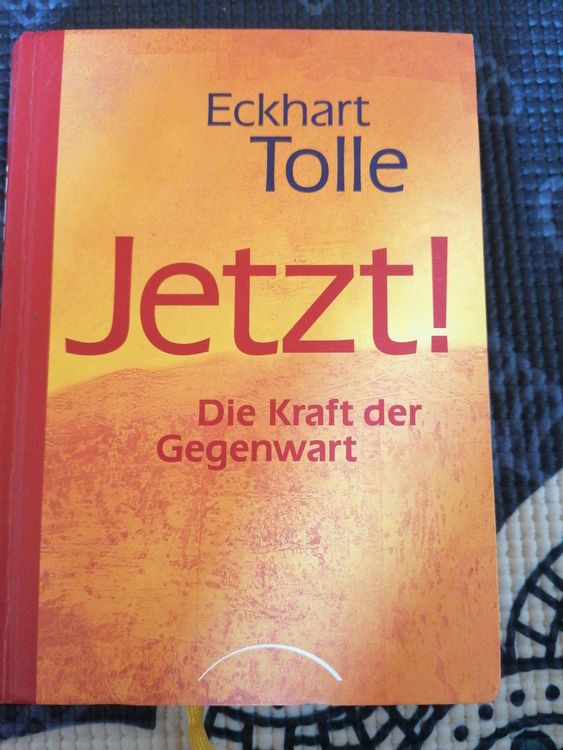 Eckhart
Tolle
Jetzt!
Die Kraft der
Gegenwart